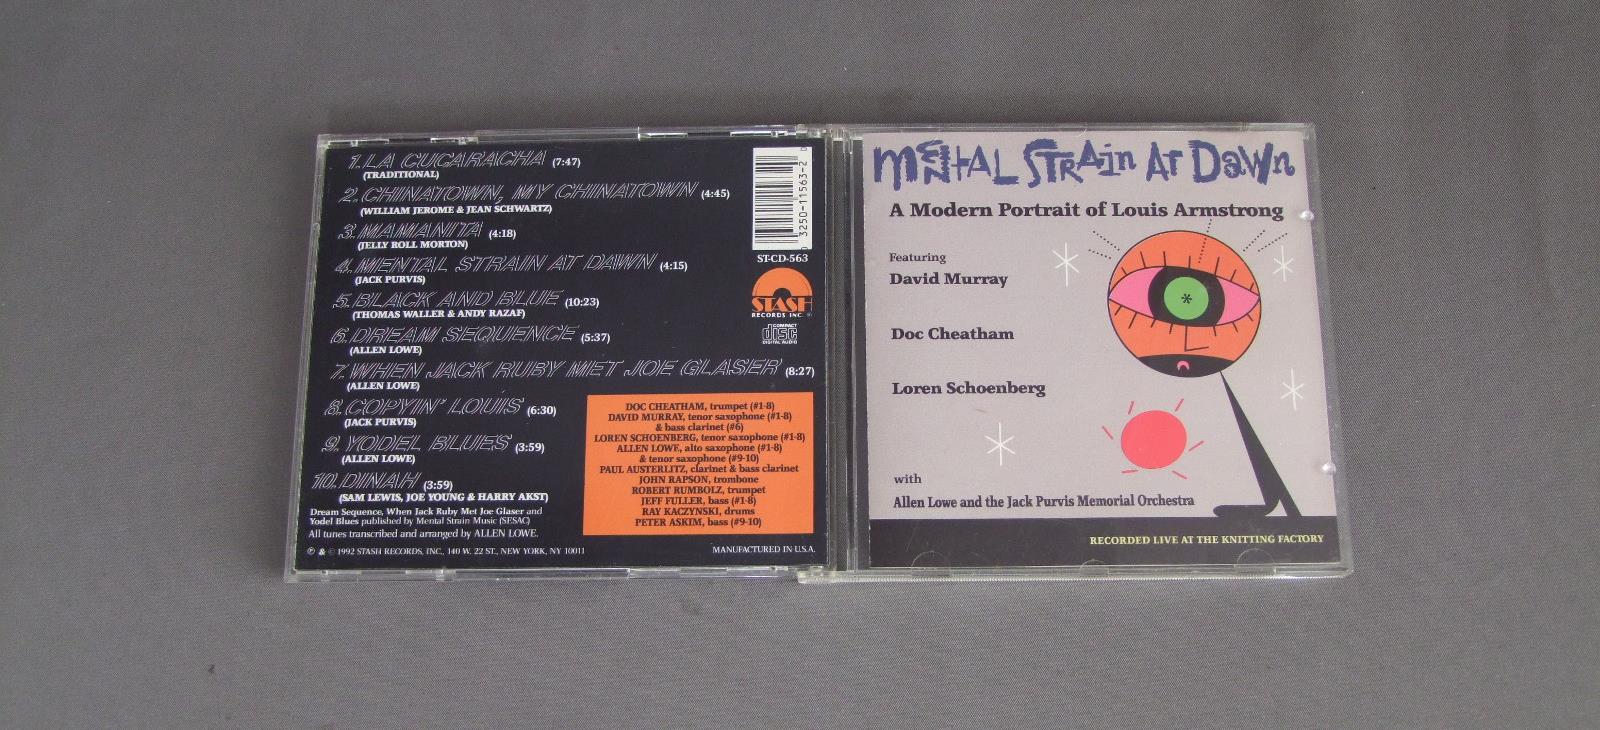 1. LA CUCARACHA (7:47)
(TRADITIONAL)
2. CHINATOWN, MY CHINATOWN (4:45)
(WILLIAM JEROME & JEAN SCHWARTZ)
3. MAMANITA (4:18)
(JELLY ROLL MORTON)
4. MENTAL STRAIN AT DAWN (4:15)
(JACK PURVIS)
5. BLACK AND BLUE (10:23)
(THOMAS WALLER & ANDY RAZAF)
6. DREAM SEQUENCE (5:37)
(ALLEN LOWE)
7. WHEN JACK RUBY MET JOE GLASER (8:27)
(ALLEN LOWE)
8. COPYIN' LOUIS (6:30)
(JACK PURVIS)
9. YODEL BLUES (3:59)
(ALLEN LOWE)
10. DINAH (3:59)
(SAM LEWIS, JOE YOUNG & HARRY AKST)
Dream Sequence, When Jack Ruby Met Joe Glaser and
Yodel Blues published by Mental Strain Music (SESAC)
All tunes transcribed and arranged by ALLEN LOWE.
℗ & © 1992 STASH RECORDS, INC., 140 W. 22 ST., NEW YORK, NY 10011
MANUFACTURED IN U.S.A.
0 3250-11563-2 0
ST-CD-563
STASH
RECORDS INC. ®
COMPACT
disc
DIGITAL AUDIO
DOC CHEATHAM, trumpet (#1-8)
DAVID MURRAY, tenor saxophone (#1-8)
& bass clarinet (#6)
LOREN SCHOENBERG, tenor saxophone (#1-8)
ALLEN LOWE, alto saxophone (#1-8)
& tenor saxophone (#9-10)
PAUL AUSTERLITZ, clarinet & bass clarinet
JOHN RAPSON, trombone
ROBERT RUMBOLZ, trumpet
JEFF FULLER, bass (#1-8)
RAY KACZYNSKI, drums
PETER ASKIM, bass (#9-10)
MENTAL STRAIN AT DAWN
A Modern Portrait of Louis Armstrong
Featuring
David Murray
Doc Cheatham
Loren Schoenberg
with
Allen Lowe and the Jack Purvis Memorial Orchestra
RECORDED LIVE AT THE KNITTING FACTORY